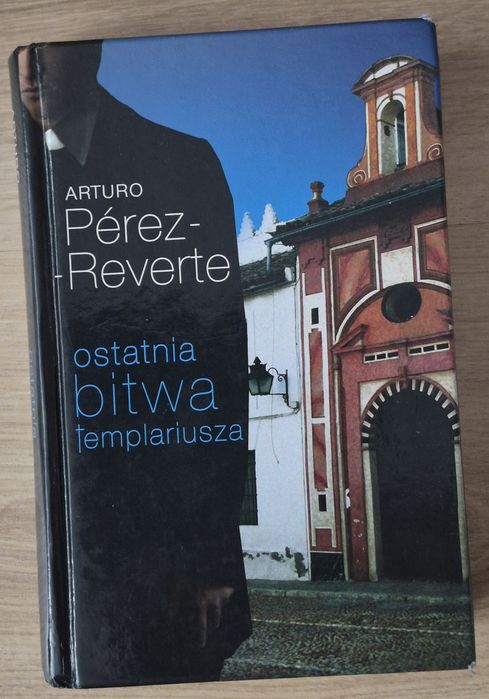 ARTURO
Pérez-
-Reverte
ostatnia
bitwa
templariusza